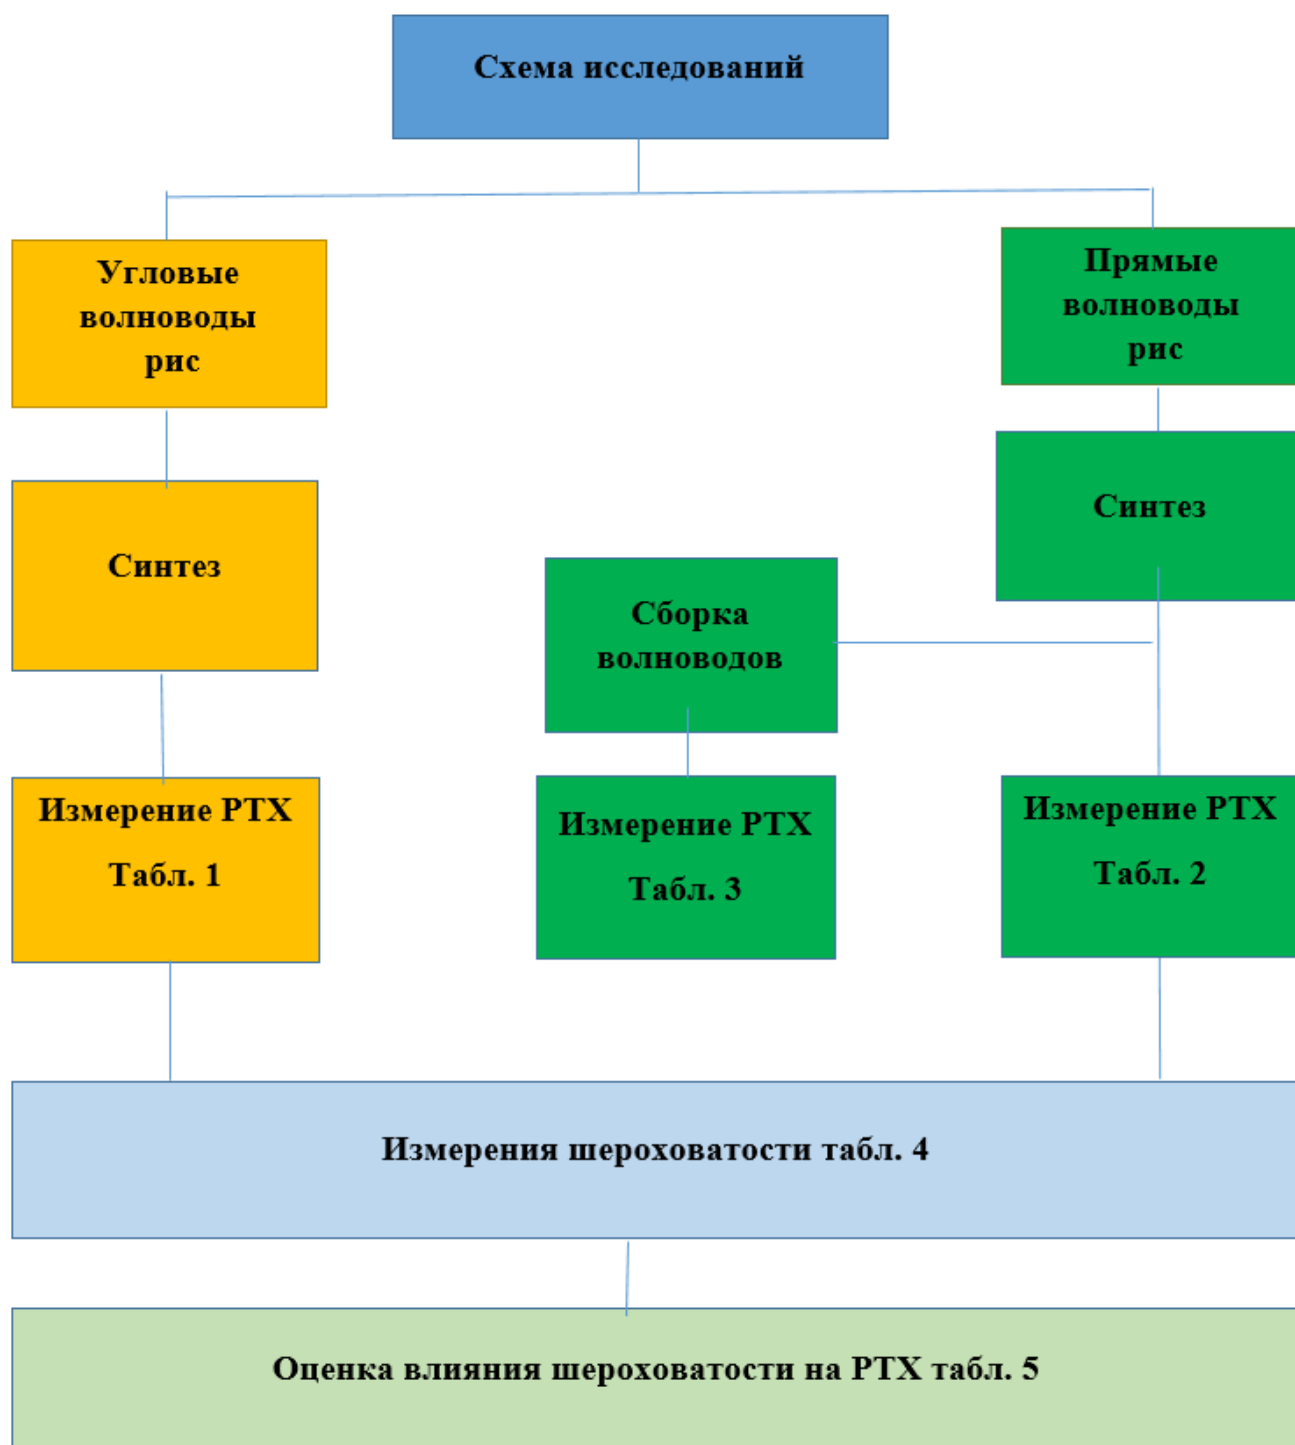 Схема исследований
Угловые
волноводы
рис
Прямые
волноводы
рис
Синтез
Синтез
Сборка
волноводов
Измерение РТХ
Табл. 1
Измерение РТХ
Табл. 3
Измерение РТХ
Табл. 2
Измерения шероховатости табл. 4
Оценка влияния шероховатости на РТХ табл. 5